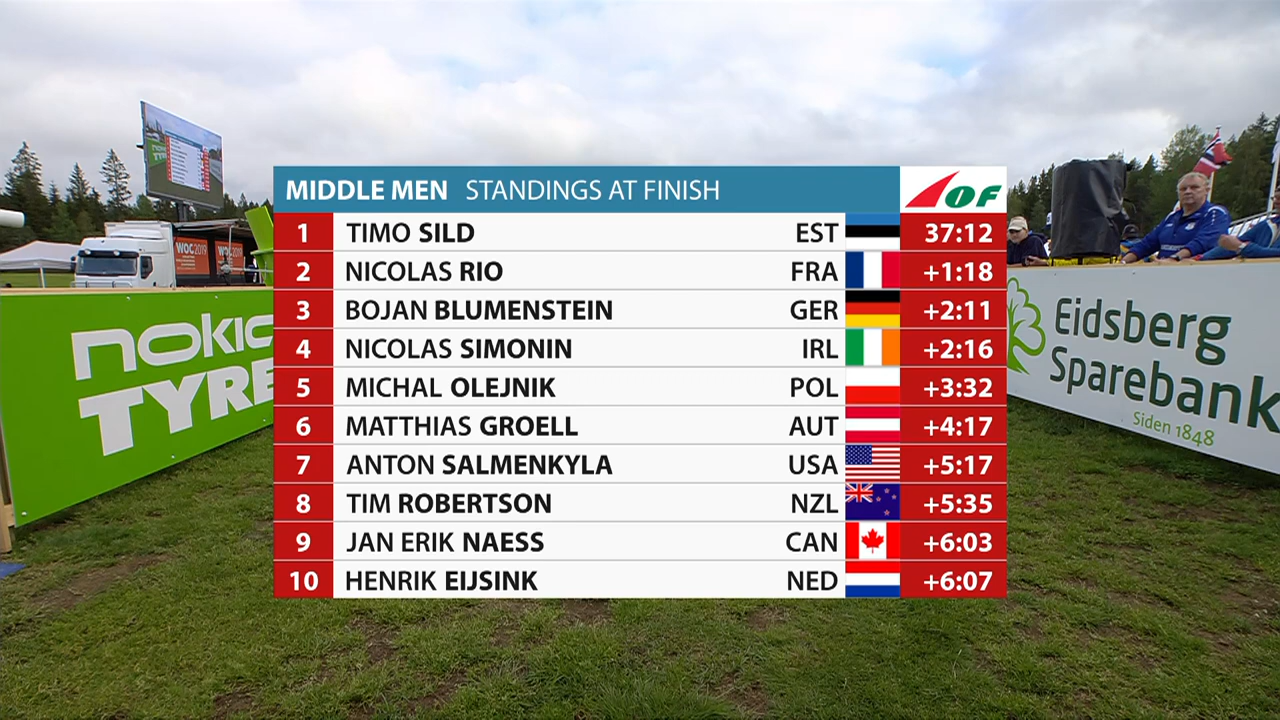 MIDDLE MEN STANDINGS AT FINISH IOF
1 TIMO SILD EST 37:12
2 NICOLAS RIO FRA +1:18
3 BOJAN BLUMENSTEIN GER +2:11
4 NICOLAS SIMONIN IRL +2:16
5 MICHAL OLEJNIK POL +3:32
6 MATTHIAS GROELL AUT +4:17
7 ANTON SALMENKYLA USA +5:17
8 TIM ROBERTSON NZL +5:35
9 JAN ERIK NAESS CAN +6:03
10 HENRIK EIJSINK NED +6:07
WOC2019 WOC2019
nokia
TYRE
Eidsberg
Sparebank
Siden 1848